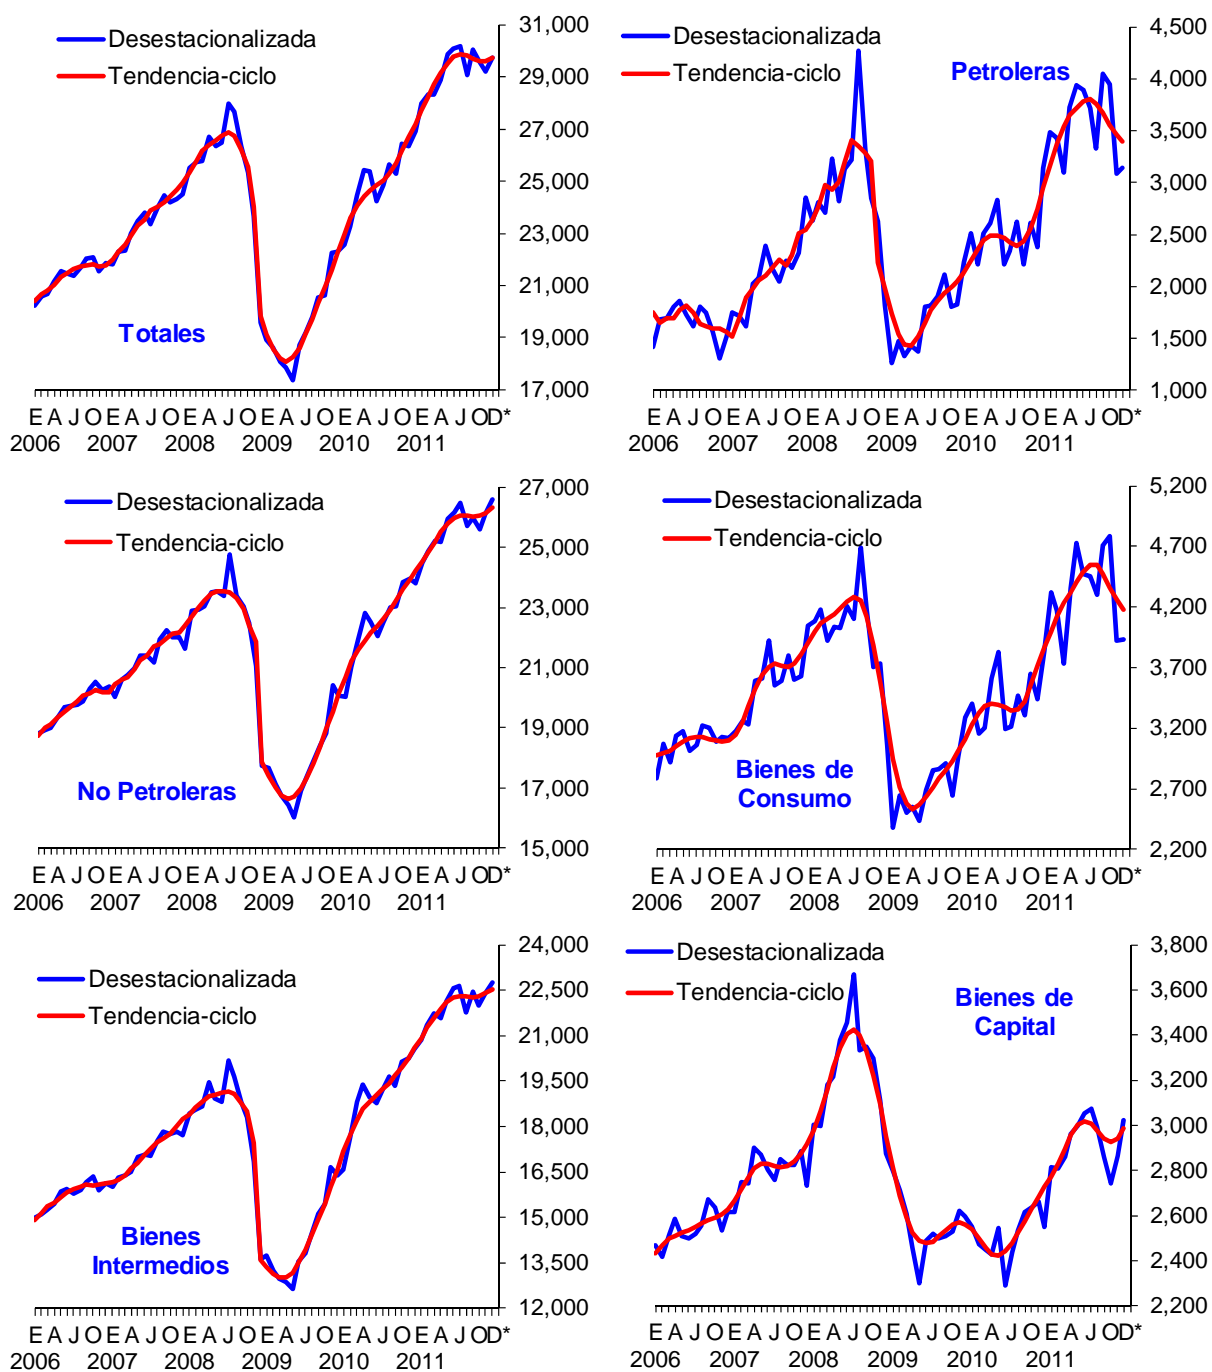 Desestacionalizada
Tendencia-ciclo
Totales
31,000
29,000
27,000
25,000
23,000
21,000
19,000
17,000
E A J O E A J O E A J O E A J O E A J O E A J OD*
2006 2007 2008 2009 2010 2011
Desestacionalizada
Tendencia-ciclo
Petroleras
4,500
4,000
3,500
3,000
2,500
2,000
1,500
1,000
E A J O E A J O E A J O E A J O E A J O E A J OD*
2006 2007 2008 2009 2010 2011
Desestacionalizada
Tendencia-ciclo
No Petroleras
27,000
25,000
23,000
21,000
19,000
17,000
15,000
E A J O E A J O E A J O E A J O E A J O E A J OD*
2006 2007 2008 2009 2010 2011
Desestacionalizada
Tendencia-ciclo
Bienes de
Consumo
5,200
4,700
4,200
3,700
3,200
2,700
2,200
E A J O E A J O E A J O E A J O E A J O E A J OD*
2006 2007 2008 2009 2010 2011
Desestacionalizada
Tendencia-ciclo
Bienes
Intermedios
24,000
22,500
21,000
19,500
18,000
16,500
15,000
13,500
12,000
E A J O E A J O E A J O E A J O E A J O E A J OD*
2006 2007 2008 2009 2010 2011
Desestacionalizada
Tendencia-ciclo
Bienes de
Capital
3,800
3,600
3,400
3,200
3,000
2,800
2,600
2,400
2,200
E A J O E A J O E A J O E A J O E A J O E A J OD*
2006 2007 2008 2009 2010 2011